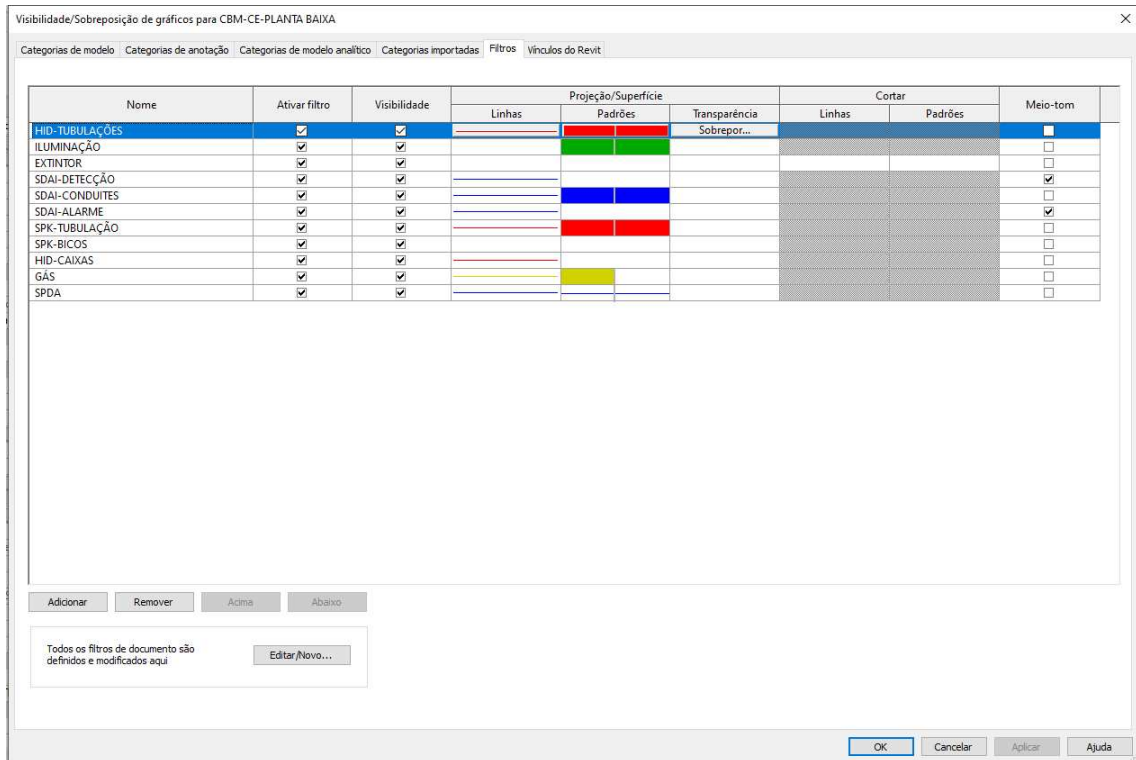 Visibilidade/Sobreposição de gráficos para CBM-CE-PLANTA BAIXA
Categorias de modelo Categorias de anotação Categorias de modelo analítico Categorias importadas Filtros Vínculos do Revit
Nome Ativar filtro Visibilidade Projeção/Superfície Cortar Meio-tom
Linhas Padrões Transparência Linhas Padrões
HID-TUBULAÇÕES Sobrepor...
ILUMINAÇÃO
EXTINTOR
SDAI-DETECÇÃO
SDAI-CONDUITES
SDAI-ALARME
SPK-TUBULAÇÃO
SPK-BICOS
HID-CAIXAS
GÁS
SPDA
Adicionar Remover Acima Abaixo
Todos os filtros de documento são
definidos e modificados aqui
Editar/Novo...
OK Cancelar Aplicar Ajuda